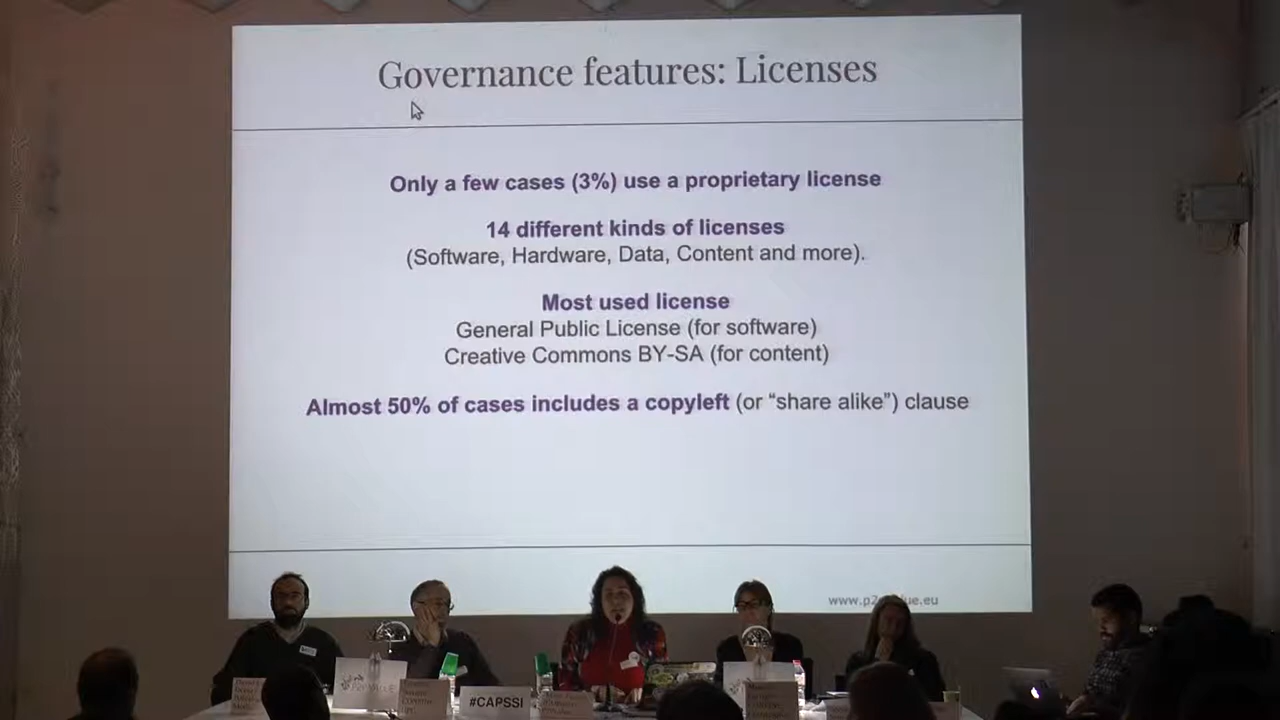 Governance features: Licenses
Only a few cases (3%) use a proprietary license
14 different kinds of licenses
(Software, Hardware, Data, Content and more).
Most used license
General Public License (for software)
Creative Commons BY-SA (for content)
Almost 50% of cases includes a copyleft (or “share alike”) clause
#CAPSSI